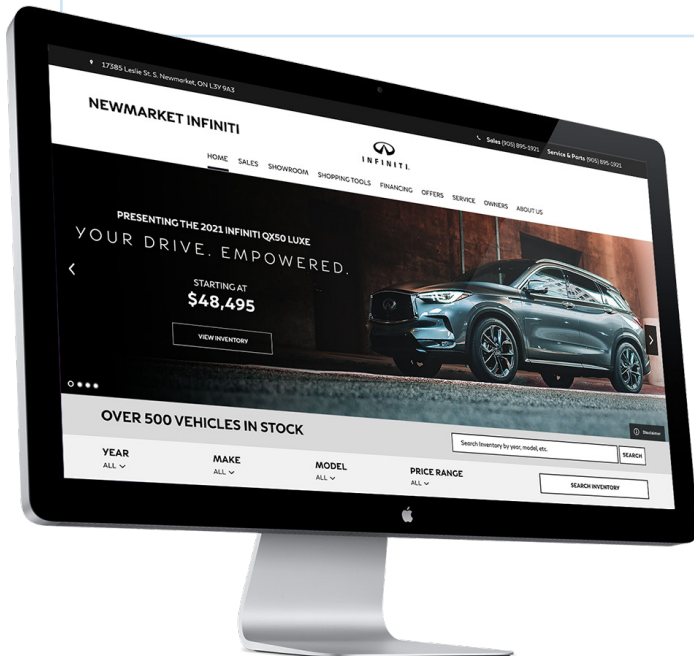 17385 Leslie St. S. Newmarket, ON L3Y 9A3
Sales (905) 895-1921 Service & Parts (905) 895-1921
NEWMARKET INFINITI
INFINITI.
HOME SALES SHOWROOM SHOPPING TOOLS FINANCING OFFERS SERVICE OWNERS ABOUT US
PRESENTING THE 2021 INFINITI QX50 LUXE
YOUR DRIVE. EMPOWERED.
STARTING AT
$48,495
VIEW INVENTORY
Disclaimer
OVER 500 VEHICLES IN STOCK
Search Inventory by year, model, etc.
SEARCH
YEAR MAKE MODEL PRICE RANGE
ALL ALL ALL ALL
SEARCH INVENTORY